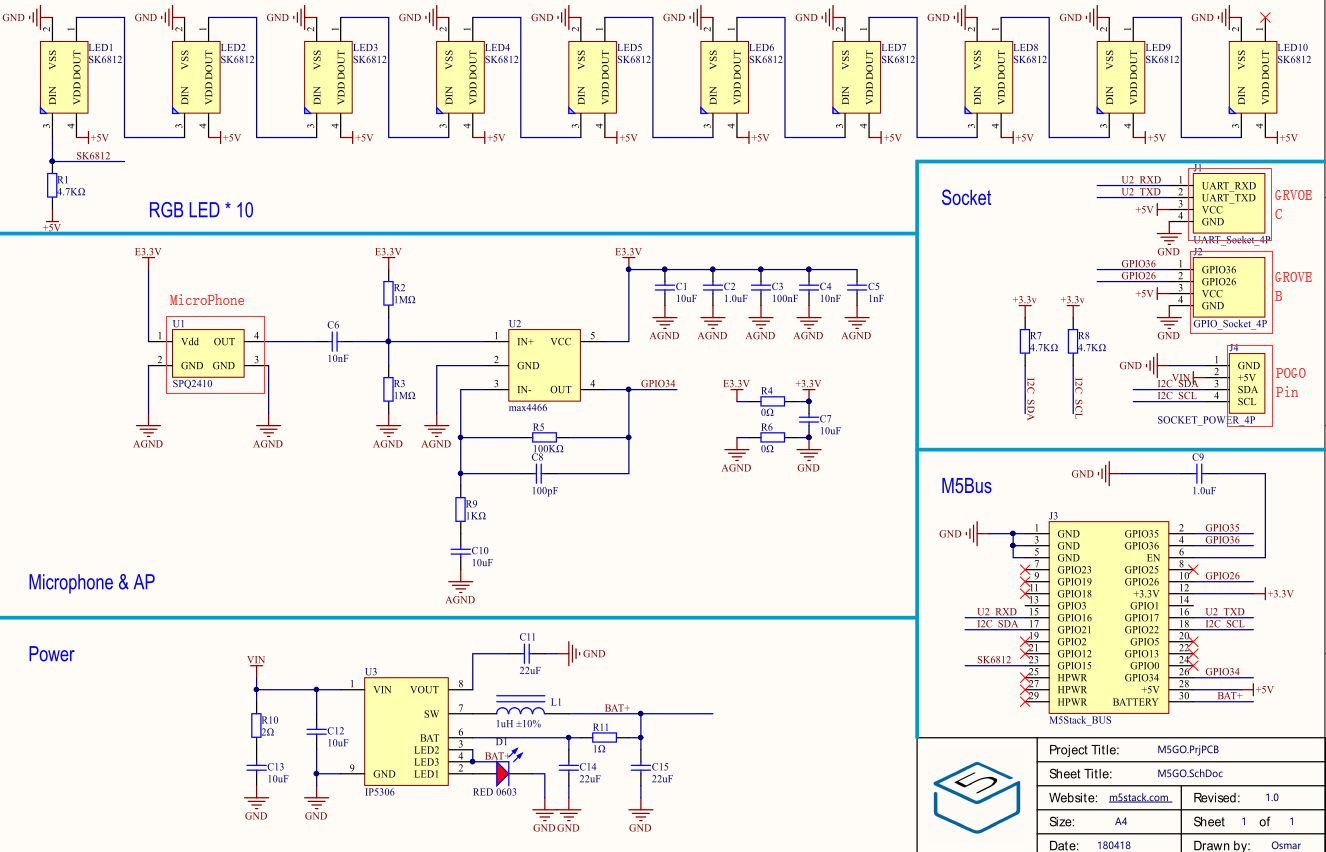 GND 2 1 GND 2 1 GND 2 1 GND 2 1 GND 2 1 GND 2 1 GND 2 1 GND 2 1 GND 2 1 GND 2 1
LED1 LED2 LED3 LED4 LED5 LED6 LED7 LED8 LED9 LED10
SK6812 SK6812 SK6812 SK6812 SK6812 SK6812 SK6812 SK6812 SK6812 SK6812
VSS DOUT VSS DOUT VSS DOUT VSS DOUT VSS DOUT VSS DOUT VSS DOUT VSS DOUT VSS DOUT VSS DOUT
DIN VDD DIN VDD DIN VDD DIN VDD DIN VDD DIN VDD DIN VDD DIN VDD DIN VDD DIN VDD
3 4 3 4 3 4 3 4 3 4 3 4 3 4 3 4 3 4 3 4
+5V +5V +5V +5V +5V +5V +5V +5V +5V +5V
SK6812
R1
4.7KΩ
+5V
RGB LED * 10
E3.3V E3.3V E3.3V
MicroPhone
U1
1 Vdd OUT 4
2 GND GND 3
SPQ2410
AGND AGND
C6
10nF
R2
1MΩ
R3
1MΩ
AGND AGND
U2
1 IN+ VCC 5
2 GND
3 IN- OUT 4
max4466
GPIO34
R5
100KΩ
C8
100pF
R9
1KΩ
C10
10uF
AGND
C1 C2 C3 C4 C5
10uF 1.0uF 100nF 10nF 1nF
AGND AGND AGND AGND AGND
E3.3V +3.3V
R4
0Ω
C7
10uF
R6
0Ω
AGND GND
Microphone & AP
Power
VIN
R10
2Ω
C13
10uF
GND
C12
10uF
GND
U3
1 VIN VOUT 8
SW 7
BAT 6
LED2 3
LED3 4
9 GND LED1 2
IP5306
C11
22uF
GND
L1
1uH ±10%
BAT+
R11
1Ω
D1
BAT+
RED 0603
C14
22uF
C15
22uF
GND GND GND
Socket
J1
U2_RXD 1 UART_RXD
U2_TXD 2 UART_TXD
+5V 3 VCC
4 GND
GND
UART_Socket_4P
GRVOE
C
J2
GPIO36 1 GPIO36
GPIO26 2 GPIO26
+5V 3 VCC
4 GND
GND
GPIO_Socket_4P
GROVE
B
+3.3v +3.3v
R7
4.7KΩ
R8
4.7KΩ
I2C_SDA I2C_SCL
J4
GND 1 GND
VIN 2 +5V
I2C_SDA 3 SDA
I2C_SCL 4 SCL
SOCKET_POWER_4P
POGO
Pin
M5Bus
GND C9
1.0uF
J3
GND 1 GND GPIO35 2 GPIO35
3 GND GPIO36 4 GPIO36
5 GND EN 6
7 GPIO23 GPIO25 8
9 GPIO19 GPIO26 10 GPIO26
11 GPIO18 +3.3V 12 +3.3V
13 GPIO3 GPIO1 14
U2_RXD 15 GPIO16 GPIO17 16 U2_TXD
I2C_SDA 17 GPIO21 GPIO22 18 I2C_SCL
19 GPIO2 GPIO5 20
21 GPIO12 GPIO13 22
SK6812 23 GPIO15 GPIO0 24
25 HPWR GPIO34 26 GPIO34
27 HPWR +5V 28 +5V
29 HPWR BATTERY 30 BAT+
M5Stack_BUS
Project Title: M5GO.PrjPCB
Sheet Title: M5GO.SchDoc
Website: m5stack.com Revised: 1.0
Size: A4 Sheet 1 of 1
Date: 180418 Drawn by: Osmar